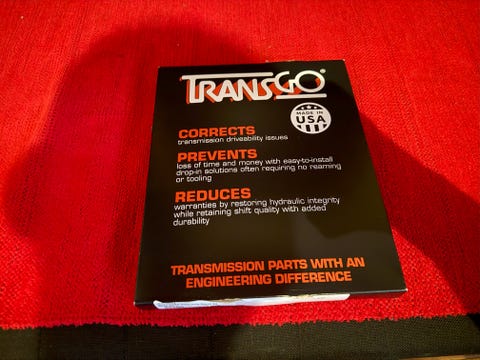 TRANSGO®
MADE IN
USA
CORRECTS
transmission driveability issues
PREVENTS
loss of time and money with easy-to-install
drop-in solutions often requiring no reaming
or tooling
REDUCES
warranties by restoring hydraulic integrity
while retaining shift quality with added
durability
TRANSMISSION PARTS WITH AN
ENGINEERING DIFFERENCE